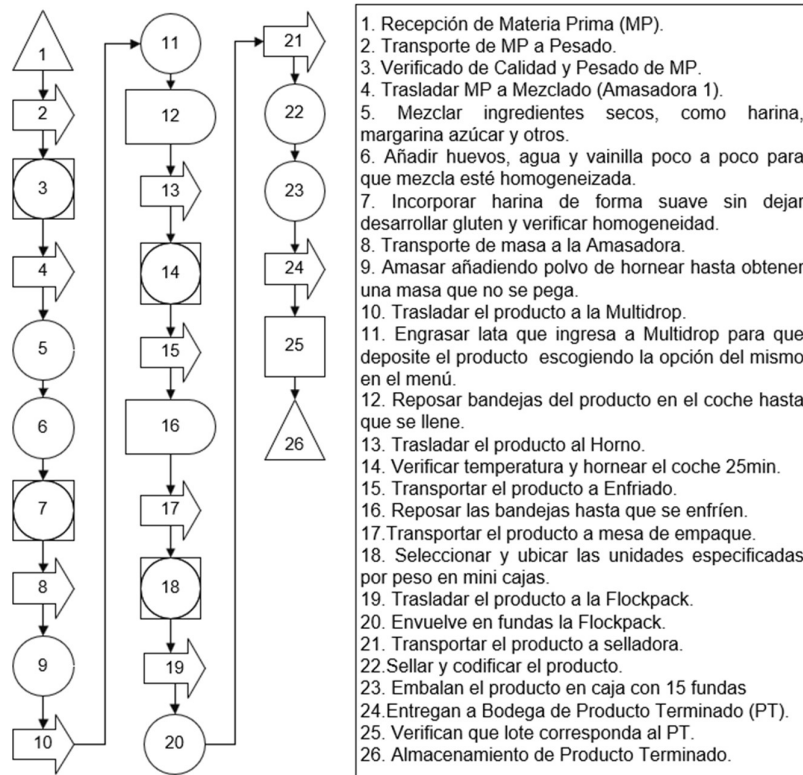 1
2
3
4
5
6
7
8
9
10
11
12
13
14
15
16
17
18
19
20
21
22
23
24
25
26
1. Recepción de Materia Prima (MP).
2. Transporte de MP a Pesado.
3. Verificado de Calidad y Pesado de MP.
4. Trasladar MP a Mezclado (Amasadora 1).
5. Mezclar ingredientes secos, como harina,
margarina azúcar y otros.
6. Añadir huevos, agua y vainilla poco a poco para
que mezcla esté homogeneizada.
7. Incorporar harina de forma suave sin dejar
desarrollar gluten y verificar homogeneidad.
8. Transporte de masa a la Amasadora.
9. Amasar añadiendo polvo de hornear hasta obtener
una masa que no se pega.
10. Trasladar el producto a la Multidrop.
11. Engrasar lata que ingresa a Multidrop para que
deposite el producto escogiendo la opción del mismo
en el menú.
12. Reposar bandejas del producto en el coche hasta
que se llene.
13. Trasladar el producto al Horno.
14. Verificar temperatura y hornear el coche 25min.
15. Transportar el producto a Enfriado.
16. Reposar las bandejas hasta que se enfríen.
17.Transportar el producto a mesa de empaque.
18. Seleccionar y ubicar las unidades especificadas
por peso en mini cajas.
19. Trasladar el producto a la Flockpack.
20. Envuelve en fundas la Flockpack.
21. Transportar el producto a selladora.
22.Sellar y codificar el producto.
23. Embalan el producto en caja con 15 fundas
24.Entregan a Bodega de Producto Terminado (PT).
25. Verifican que lote corresponda al PT.
26. Almacenamiento de Producto Terminado.